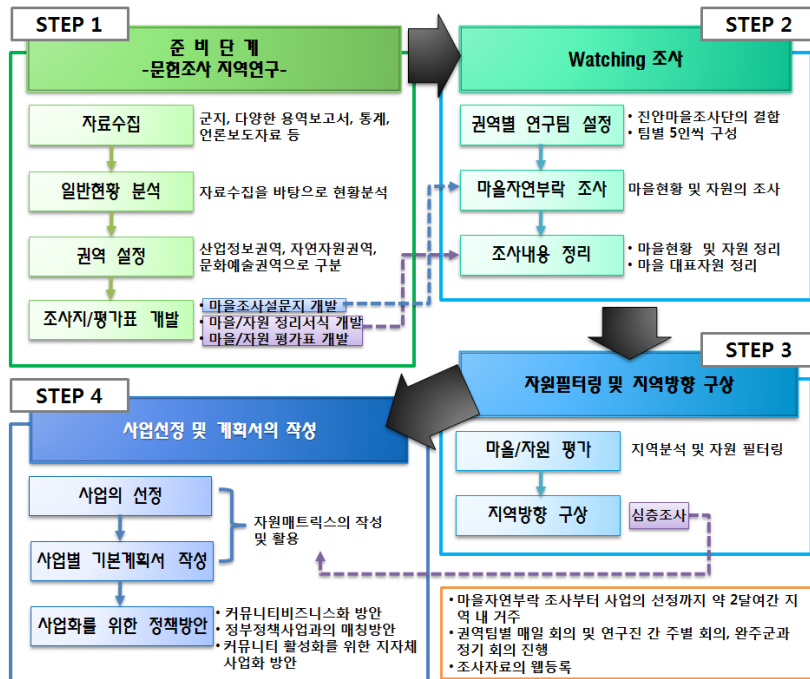 STEP 1
준 비 단 계
-문헌조사 지역연구-
자료수집
군지, 다양한 용역보고서, 통계,
언론보도자료 등
일반현황 분석
자료수집을 바탕으로 현황분석
권역 설정
산업정보권역, 자연자원권역,
문화예술권역으로 구분
조사지/평가표 개발
• 마을조사설문지 개발
• 마을/자원 정리서식 개발
• 마을/자원 평가표 개발
STEP 2
Watching 조사
권역별 연구팀 설정
• 진안마을조사단의 결합
• 팀별 5인씩 구성
마을자연부락 조사
마을현황 및 자원의 조사
조사내용 정리
• 마을현황 및 자원 정리
• 마을 대표자원 정리
STEP 3
자원필터링 및 지역방향 구상
마을/자원 평가
지역분석 및 자원 필터링
지역방향 구상
심층조사
STEP 4
사업선정 및 계획서의 작성
사업의 선정
자원매트릭스의 작성
및 활용
사업별 기본계획서 작성
사업화를 위한 정책방안
• 커뮤니티비즈니스화 방안
• 정부정책사업과의 매칭방안
• 커뮤니티 활성화를 위한 지자체
사업화 방안
• 마을자연부락 조사부터 사업의 선정까지 약 2달여간 지
역 내 거주
• 권역팀별 매일 회의 및 연구진 간 주별 회의, 완주군과
정기 회의 진행
• 조사자료의 웹등록